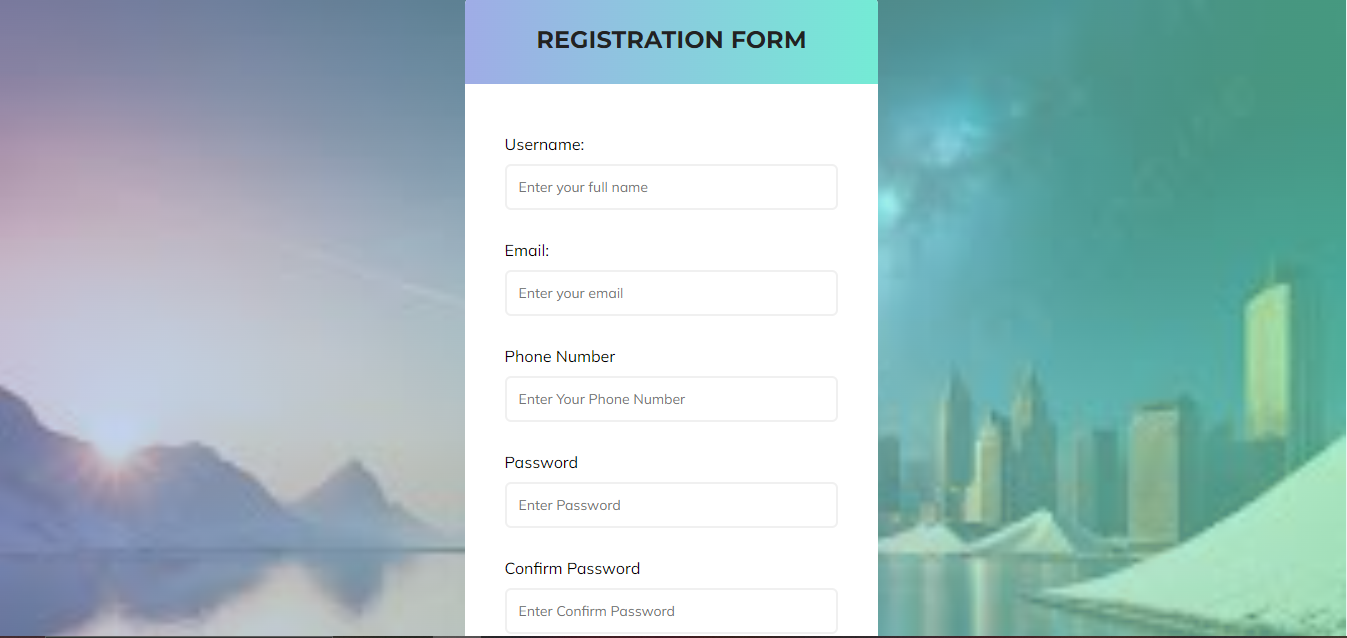 REGISTRATION FORM
Username:
Enter your full name
Email:
Enter your email
Phone Number
Enter Your Phone Number
Password
Enter Password
Confirm Password
Enter Confirm Password